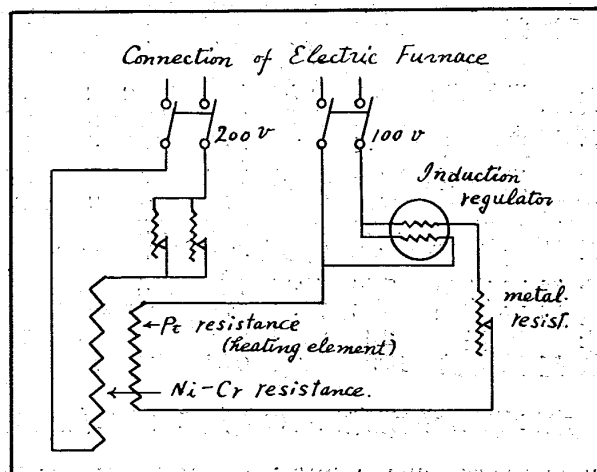 Connection of Electric Furnace
200 v
100 v
Induction
regulator
metal.
resist.
Pt resistance
(heating element)
Ni-Cr resistance.